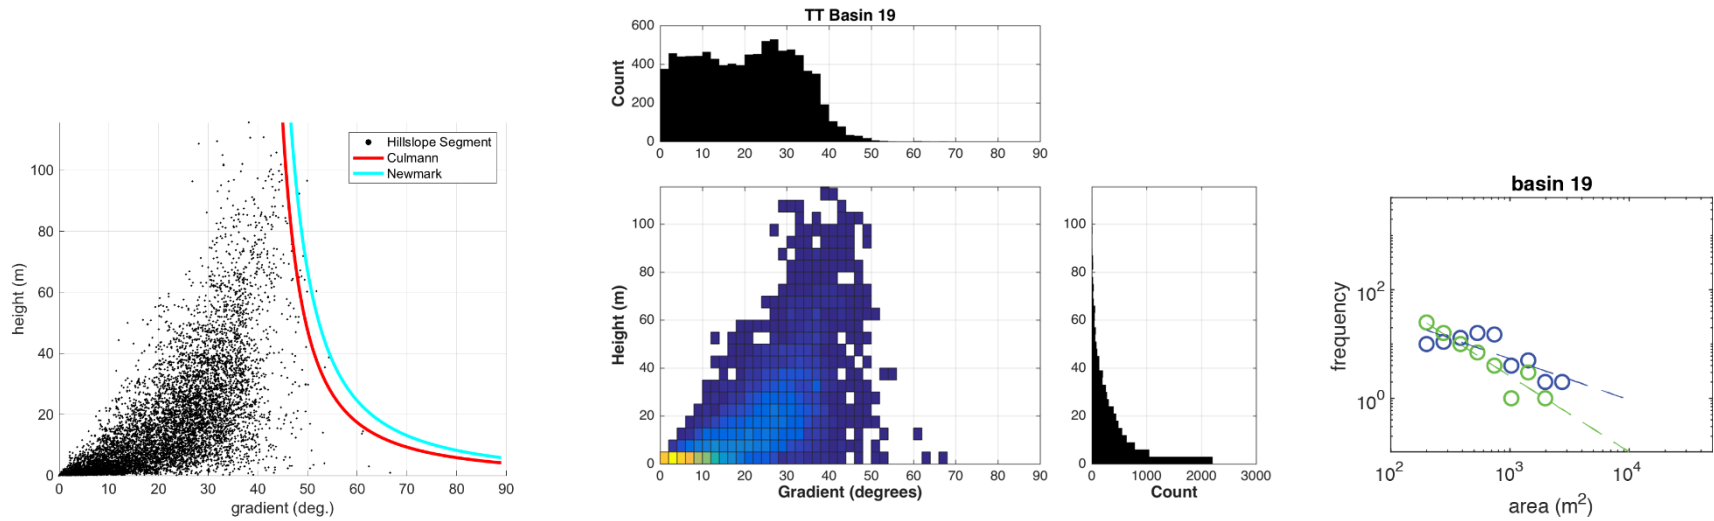 100
80
60
40
20
0
0 10 20 30 40 50 60 70 80 90
height (m)
gradient (deg.)
Hillslope Segment
Culmann
Newmark
TT Basin 19
600
400
200
0
Count
0 10 20 30 40 50 60 70 80 90
100
80
60
40
20
0
Height (m)
0 10 20 30 40 50 60 70 80 90
Gradient (degrees)
100
80
60
40
20
0
0 1000 2000 3000
Count
basin 19
10²
10⁰
frequency
10² 10³ 10⁴
area (m²)